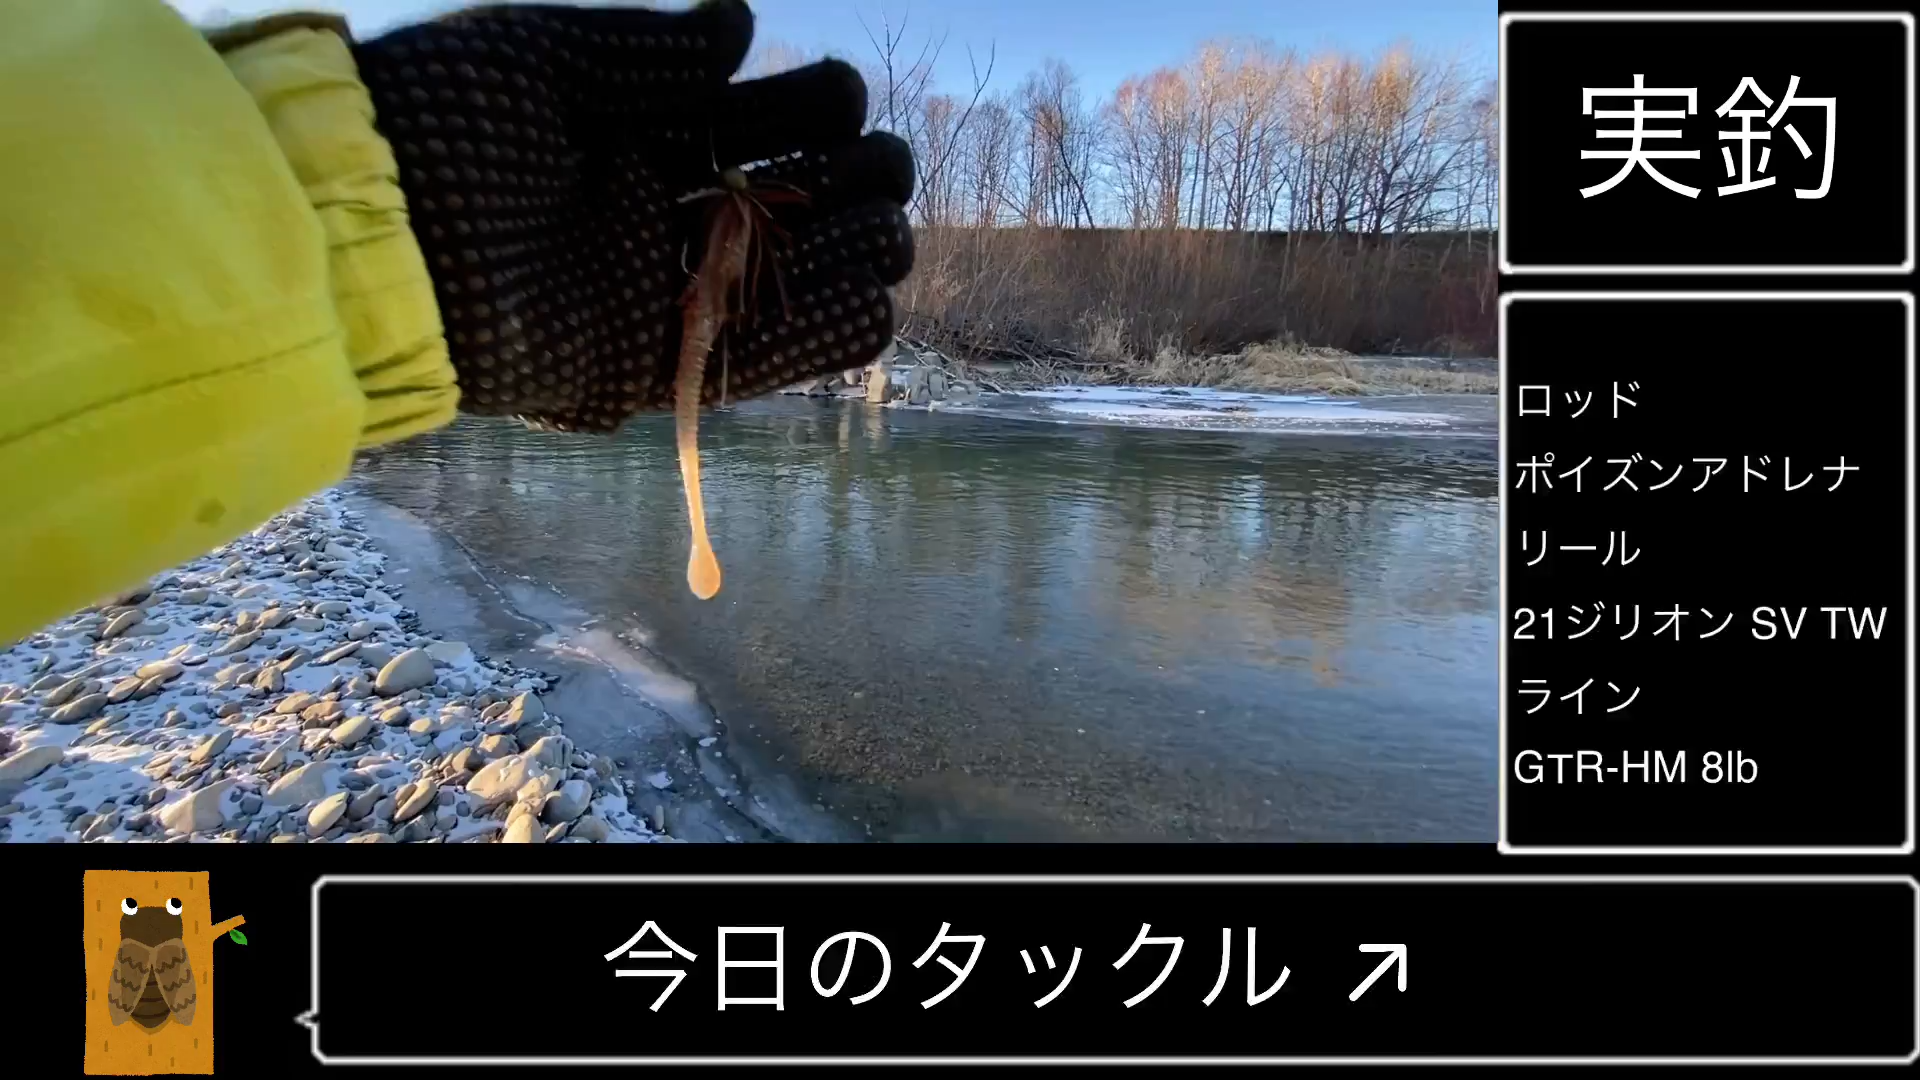 実釣
ロッド
ポイズンアドレナ
リール
21ジリオン SV TW
ライン
GTR-HM 8lb
今日のタックル ↗